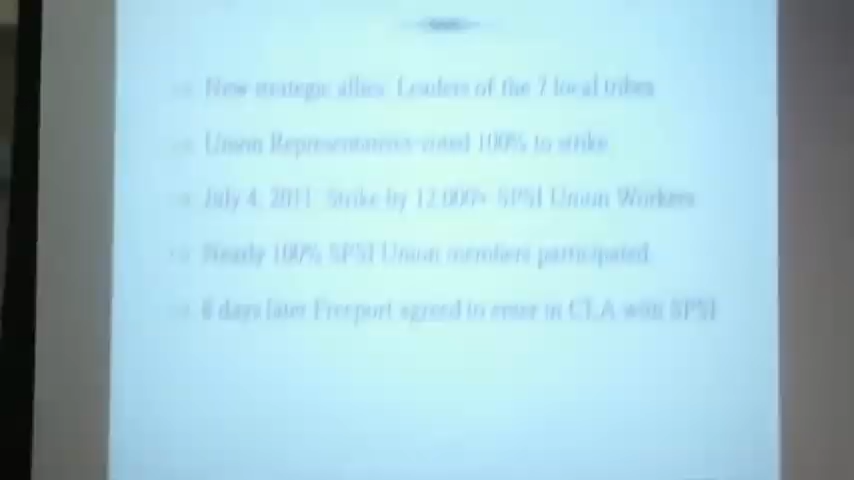 New strategic allies: Leaders of the 7 local tribes
Union Representatives voted 100% to strike
July 4, 2011: Strike by 12,000+ SPSI Union Workers
Nearly 100% SPSI Union members participated
8 days later Freeport agreed to enter in CLA with SPSI